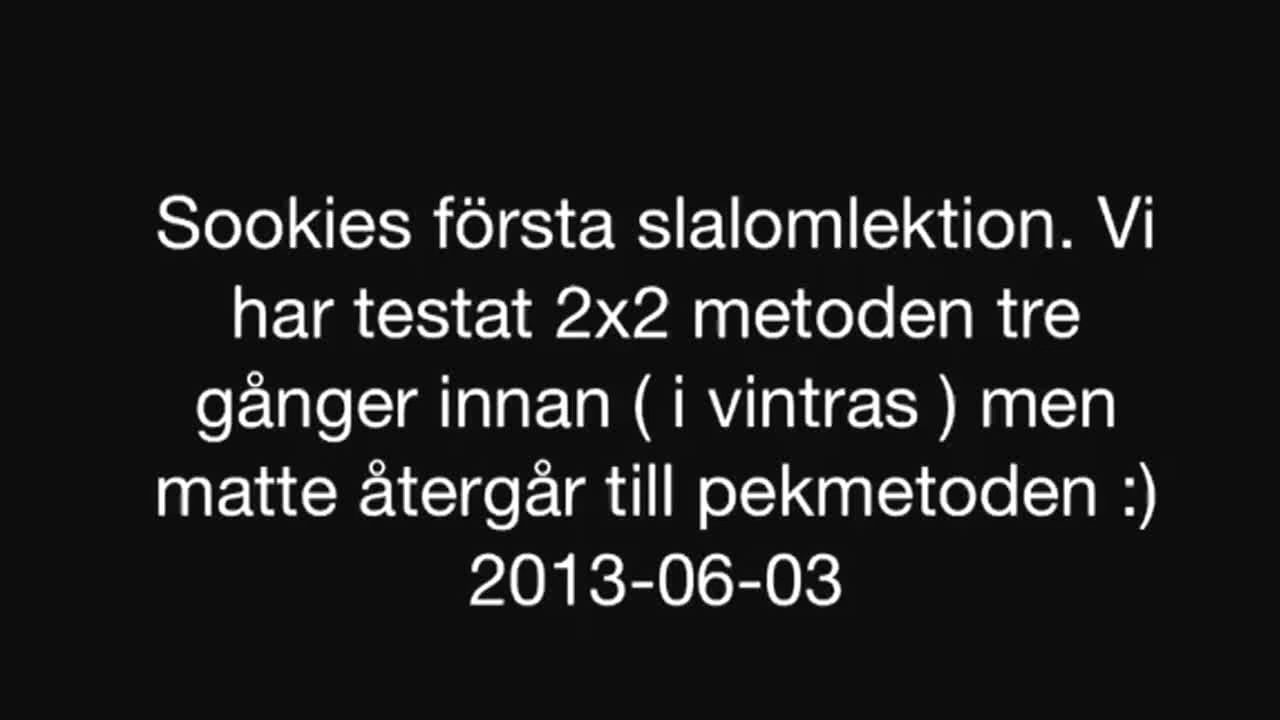 Sookies första slalomlektion. Vi
har testat 2x2 metoden tre
gånger innan ( i vintras ) men
matte återgår till pekmetoden :)
2013-06-03